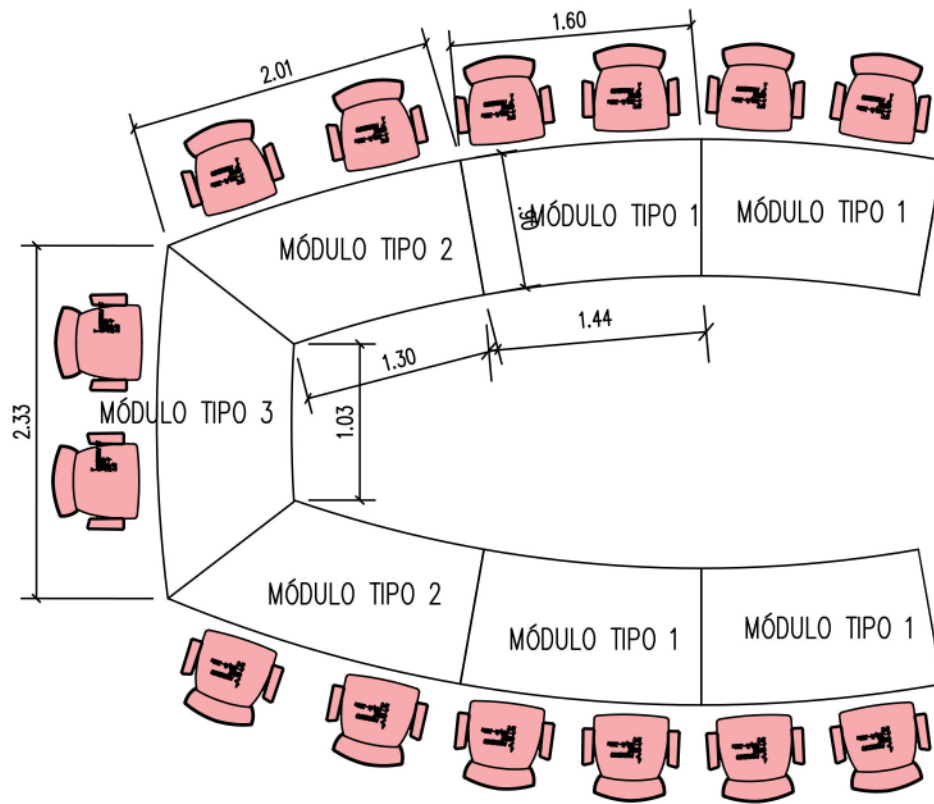 1.60
2.01
.90
MÓDULO TIPO 1
MÓDULO TIPO 1
MÓDULO TIPO 2
1.44
1.30
2.33
MÓDULO TIPO 3
1.03
MÓDULO TIPO 2
MÓDULO TIPO 1
MÓDULO TIPO 1